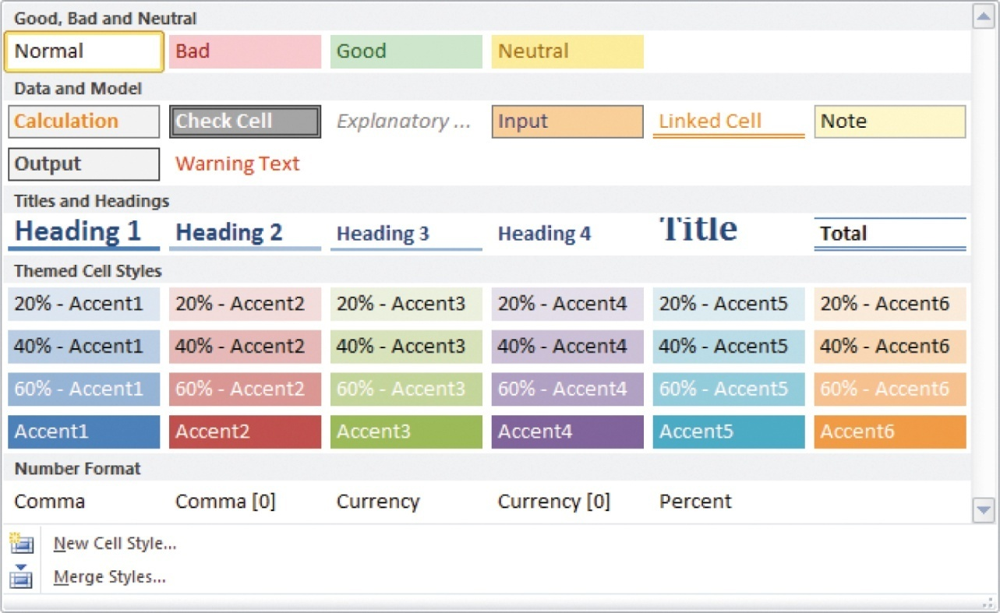 Good, Bad and Neutral
Normal Bad Good Neutral
Data and Model
Calculation Check Cell Explanatory ... Input Linked Cell Note
Output Warning Text
Titles and Headings
Heading 1 Heading 2 Heading 3 Heading 4 Title Total
Themed Cell Styles
20% - Accent1 20% - Accent2 20% - Accent3 20% - Accent4 20% - Accent5 20% - Accent6
40% - Accent1 40% - Accent2 40% - Accent3 40% - Accent4 40% - Accent5 40% - Accent6
60% - Accent1 60% - Accent2 60% - Accent3 60% - Accent4 60% - Accent5 60% - Accent6
Accent1 Accent2 Accent3 Accent4 Accent5 Accent6
Number Format
Comma Comma [0] Currency Currency [0] Percent
New Cell Style...
Merge Styles...